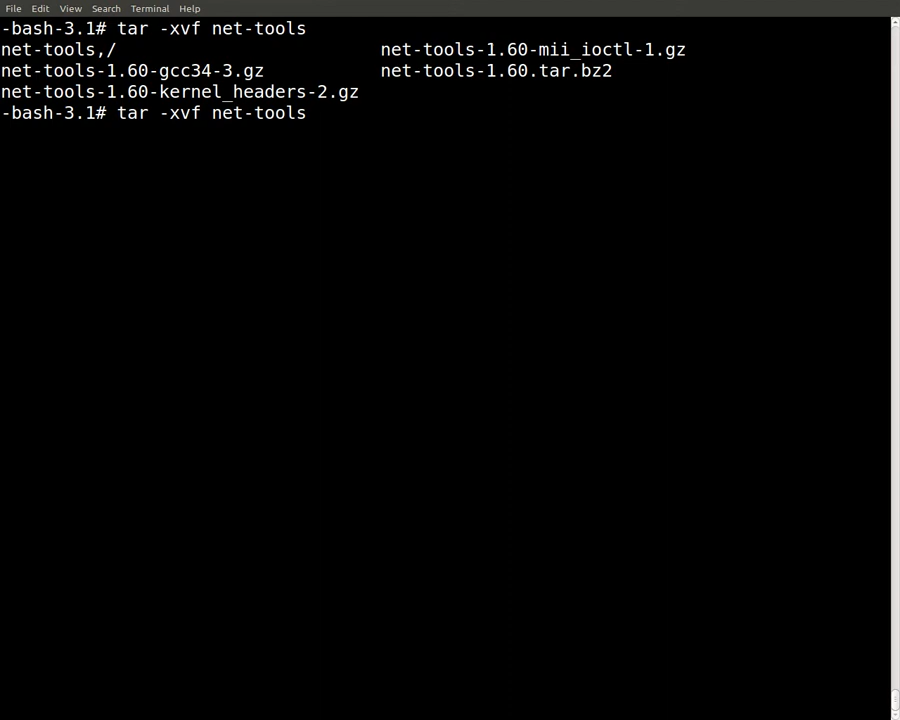 File Edit View Search Terminal Help
-bash-3.1# tar -xvf net-tools
net-tools,/ net-tools-1.60-mii_ioctl-1.gz
net-tools-1.60-gcc34-3.gz net-tools-1.60.tar.bz2
net-tools-1.60-kernel_headers-2.gz
-bash-3.1# tar -xvf net-tools